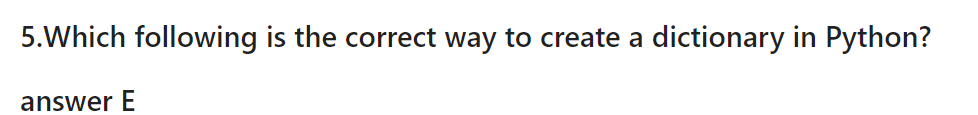 5.Which following is the correct way to create a dictionary in Python?
answer E